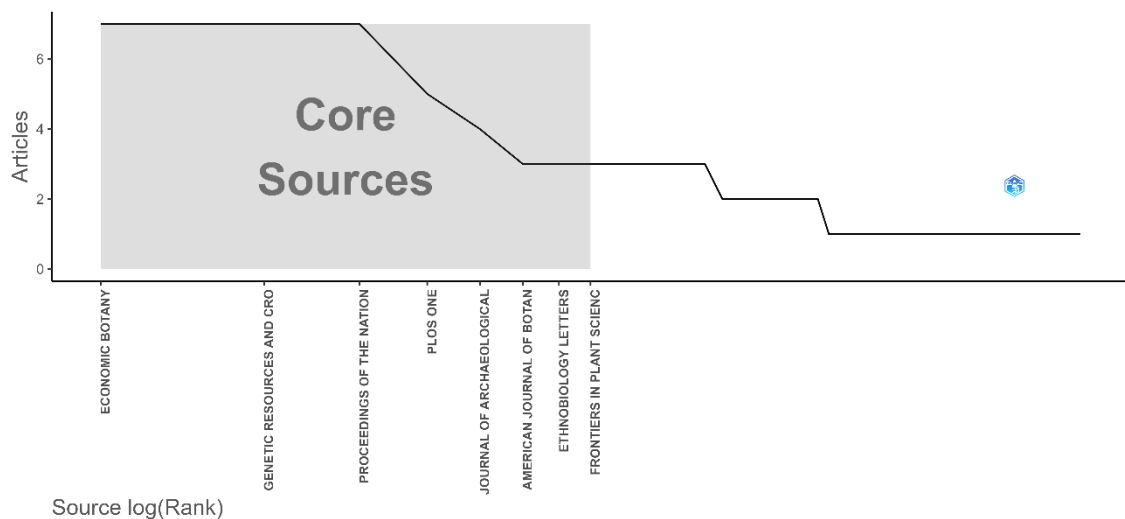 6
4
2
0
Articles
Core
Sources
ECONOMIC BOTANY
GENETIC RESOURCES AND CRO
PROCEEDINGS OF THE NATION
PLOS ONE
JOURNAL OF ARCHAEOLOGICAL
AMERICAN JOURNAL OF BOTAN
ETHNOBIOLOGY LETTERS
FRONTIERS IN PLANT SCIENC
Source log(Rank)